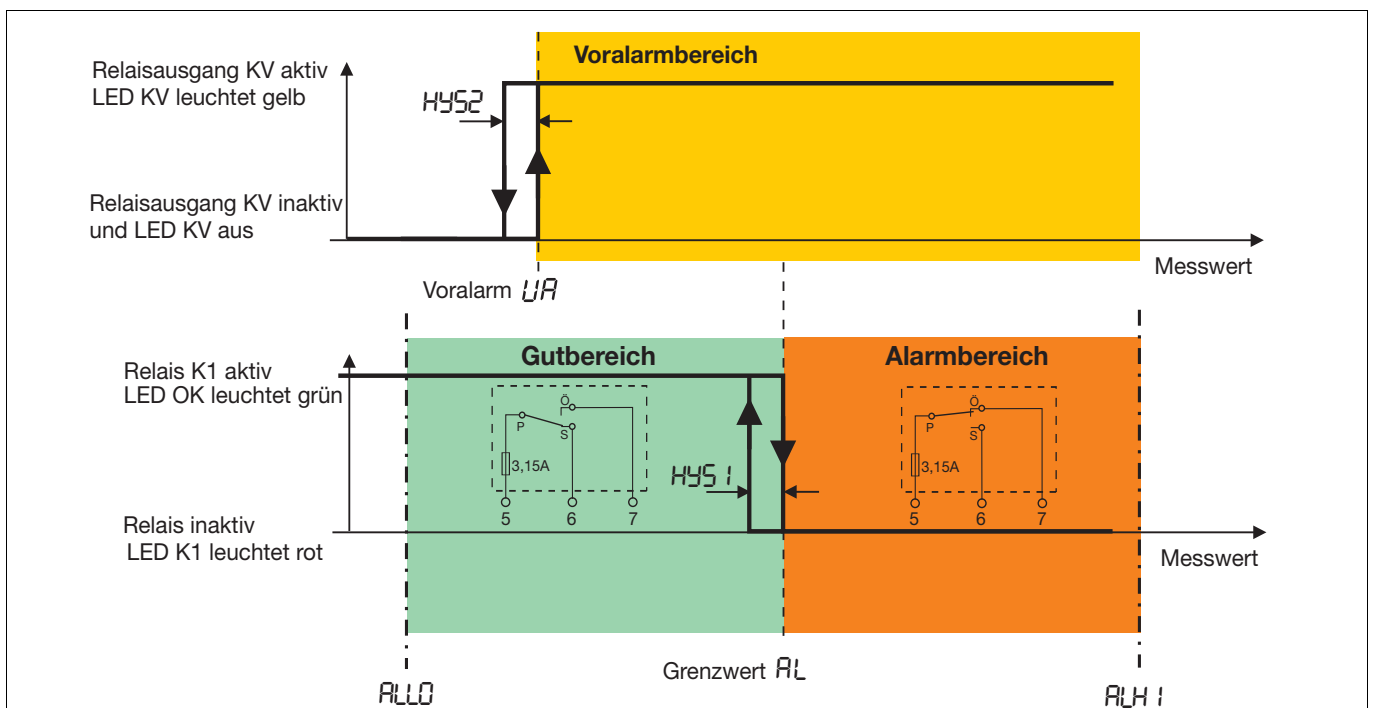 Voralarmbereich
Relaisausgang KV aktiv
LED KV leuchtet gelb
HYS2
Relaisausgang KV inaktiv
und LED KV aus
Messwert
Voralarm UA
Gutbereich
Alarmbereich
Relais K1 aktiv
LED OK leuchtet grün
Ö
P
S
3,15A
5 6 7
Ö
P
S
3,15A
5 6 7
HYS1
Relais inaktiv
LED K1 leuchtet rot
Messwert
Grenzwert AL
ALLO
ALHI